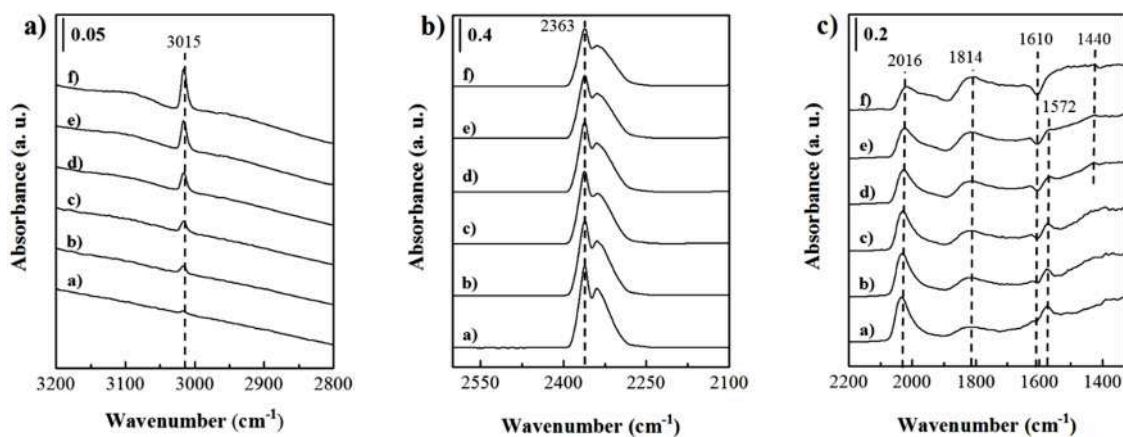 a)
0.05
3015
f)
e)
d)
c)
b)
a)
Absorbance (a. u.)
3200 3100 3000 2900 2800
Wavenumber (cm-1)
b)
0.4
2363
f)
e)
d)
c)
b)
a)
Absorbance (a. u.)
2550 2400 2250 2100
Wavenumber (cm-1)
c)
0.2
2016 1814 1610 1440
1572
f)
e)
d)
c)
b)
a)
Absorbance (a. u.)
2200 2000 1800 1600 1400
Wavenumber (cm-1)